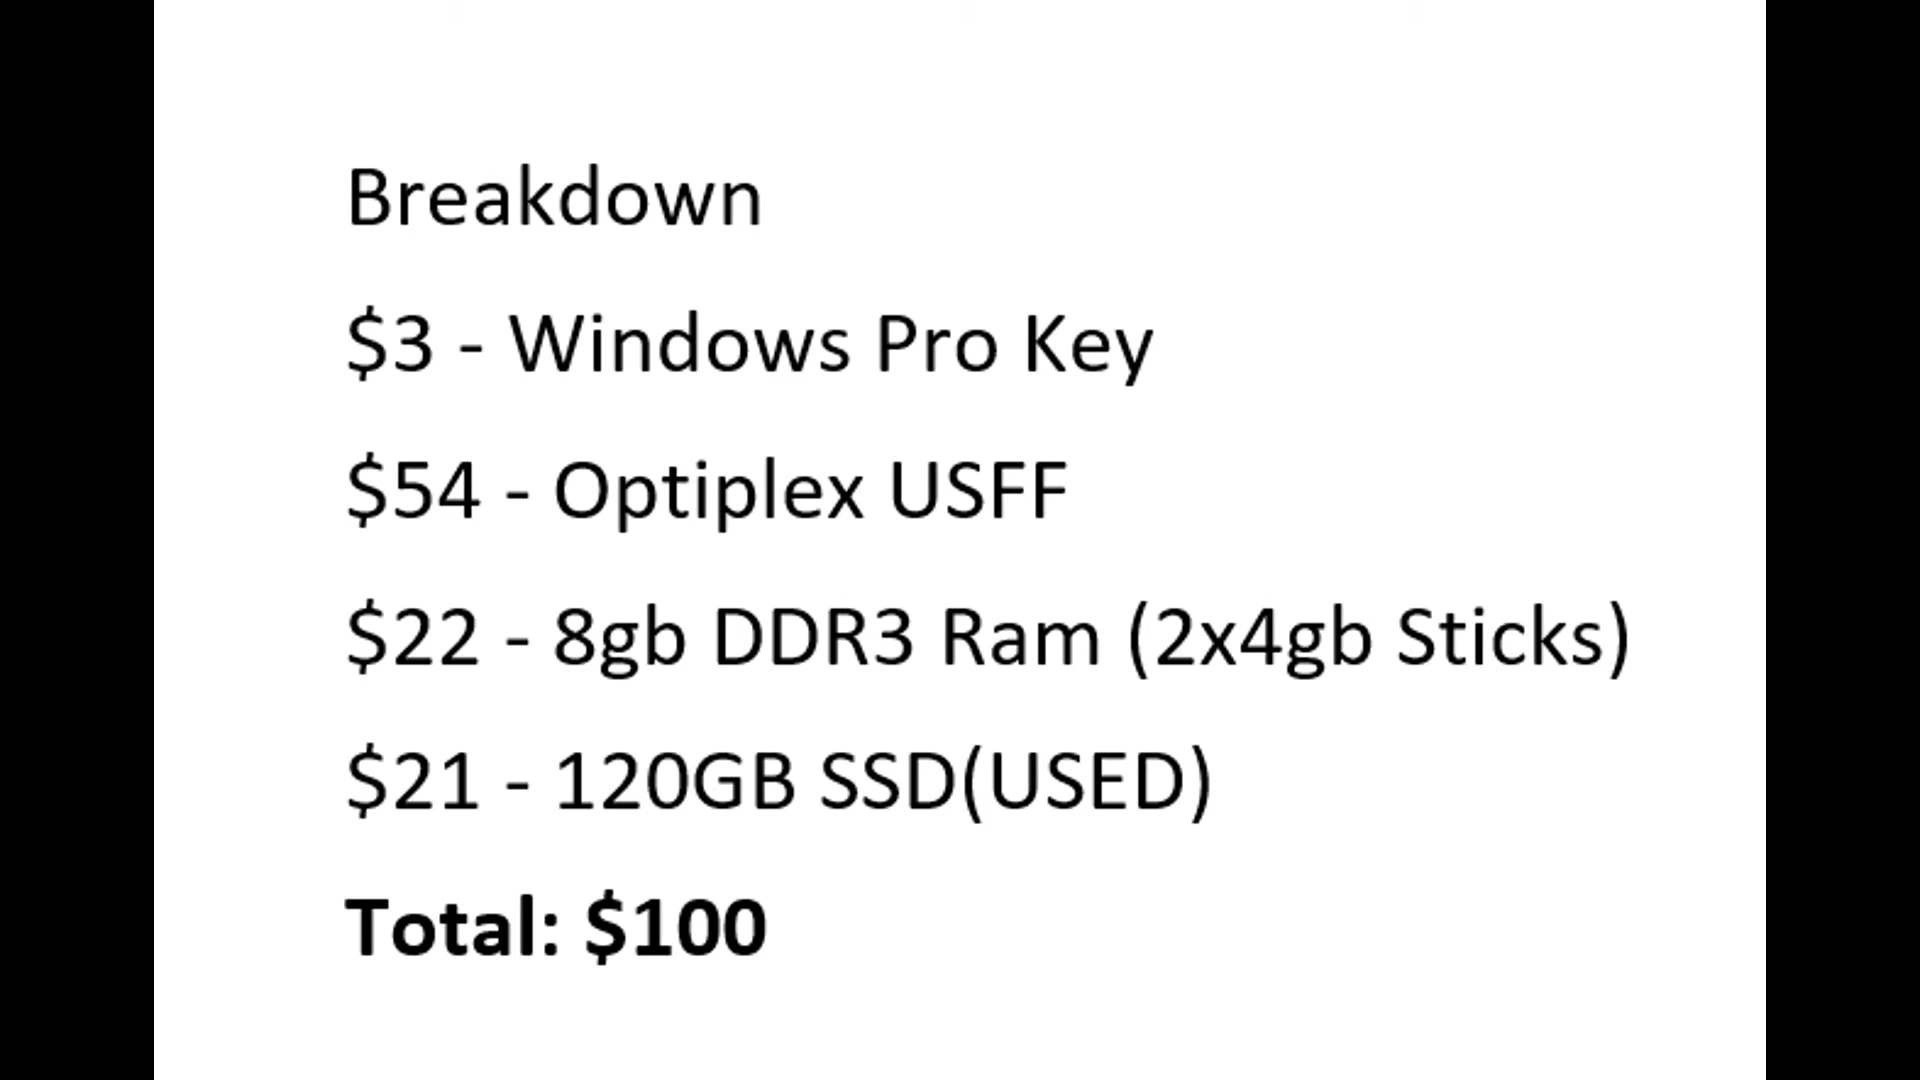 Breakdown
$3 - Windows Pro Key
$54 - Optiplex USFF
$22 - 8gb DDR3 Ram (2x4gb Sticks)
$21 - 120GB SSD(USED)
Total: $100